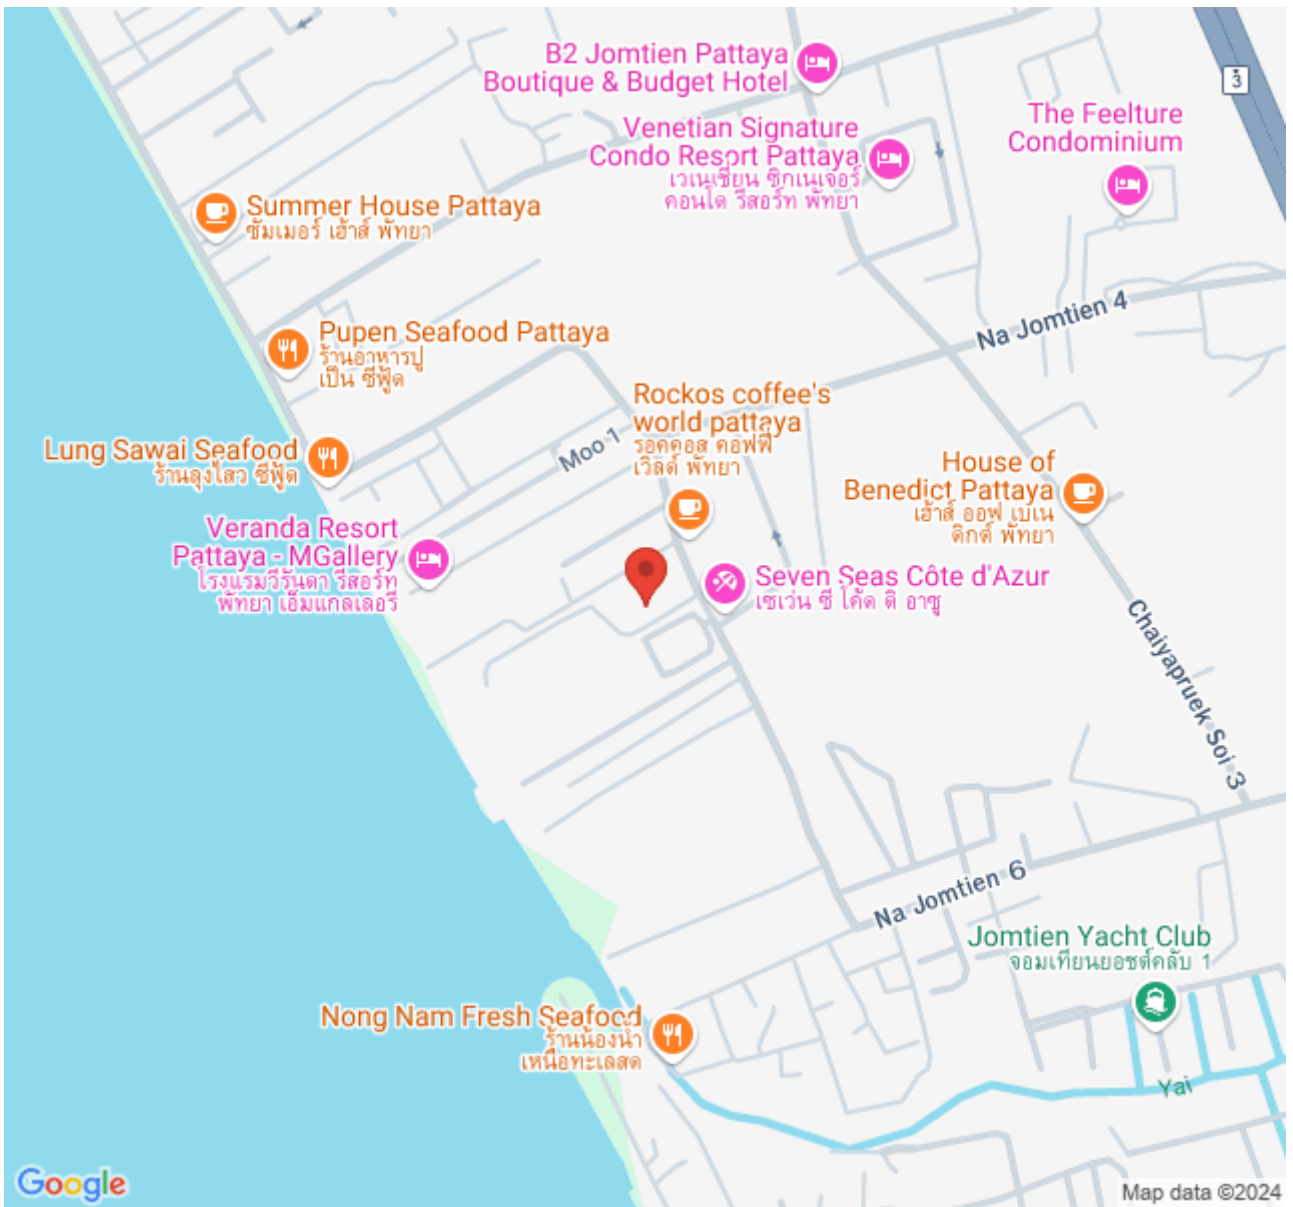 B2 Jomtien Pattaya
Boutique & Budget Hotel
3
The Feelture
Condominium
Venetian Signature
Condo Resort Pattaya
เวเนเชี่ยน ซิกเนเจอร์
คอนโด รีสอร์ท พัทยา
Summer House Pattaya
ซัมเมอร์ เฮ้าส์ พัทยา
Na Jomtien 4
Pupen Seafood Pattaya
ร้านอาหารปู
เป็น ซีฟู้ด
Rockos coffee's
world pattaya
รอคคอส คอฟฟี่
เวิลด์ พัทยา
Moo 1
Lung Sawai Seafood
ร้านลุงไสว ซีฟู้ด
House of
Benedict Pattaya
เฮ้าส์ ออฟ เบเน
ดิกต์ พัทยา
Veranda Resort
Pattaya - MGallery
โรงแรมวีรันดา รีสอร์ท
พัทยา เอ็มแกลเลอรี
Seven Seas Côte d'Azur
เซเว่น ซี โค้ด ดิ อาซู
Chaiyapruek Soi 3
Na Jomtien 6
Jomtien Yacht Club
จอมเทียนยอชต์คลับ 1
Nong Nam Fresh Seafood
ร้านน้องน้ำ
เหนือทะเลสด
Yai
Google
Map data ©2024